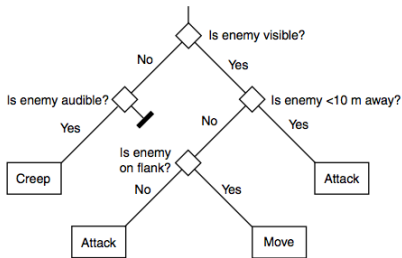 Is enemy visible?
No
Yes
Is enemy audible?
Is enemy <10 m away?
Yes
No
Yes
Is enemy
on flank?
Creep
No
Yes
Attack
Attack
Move